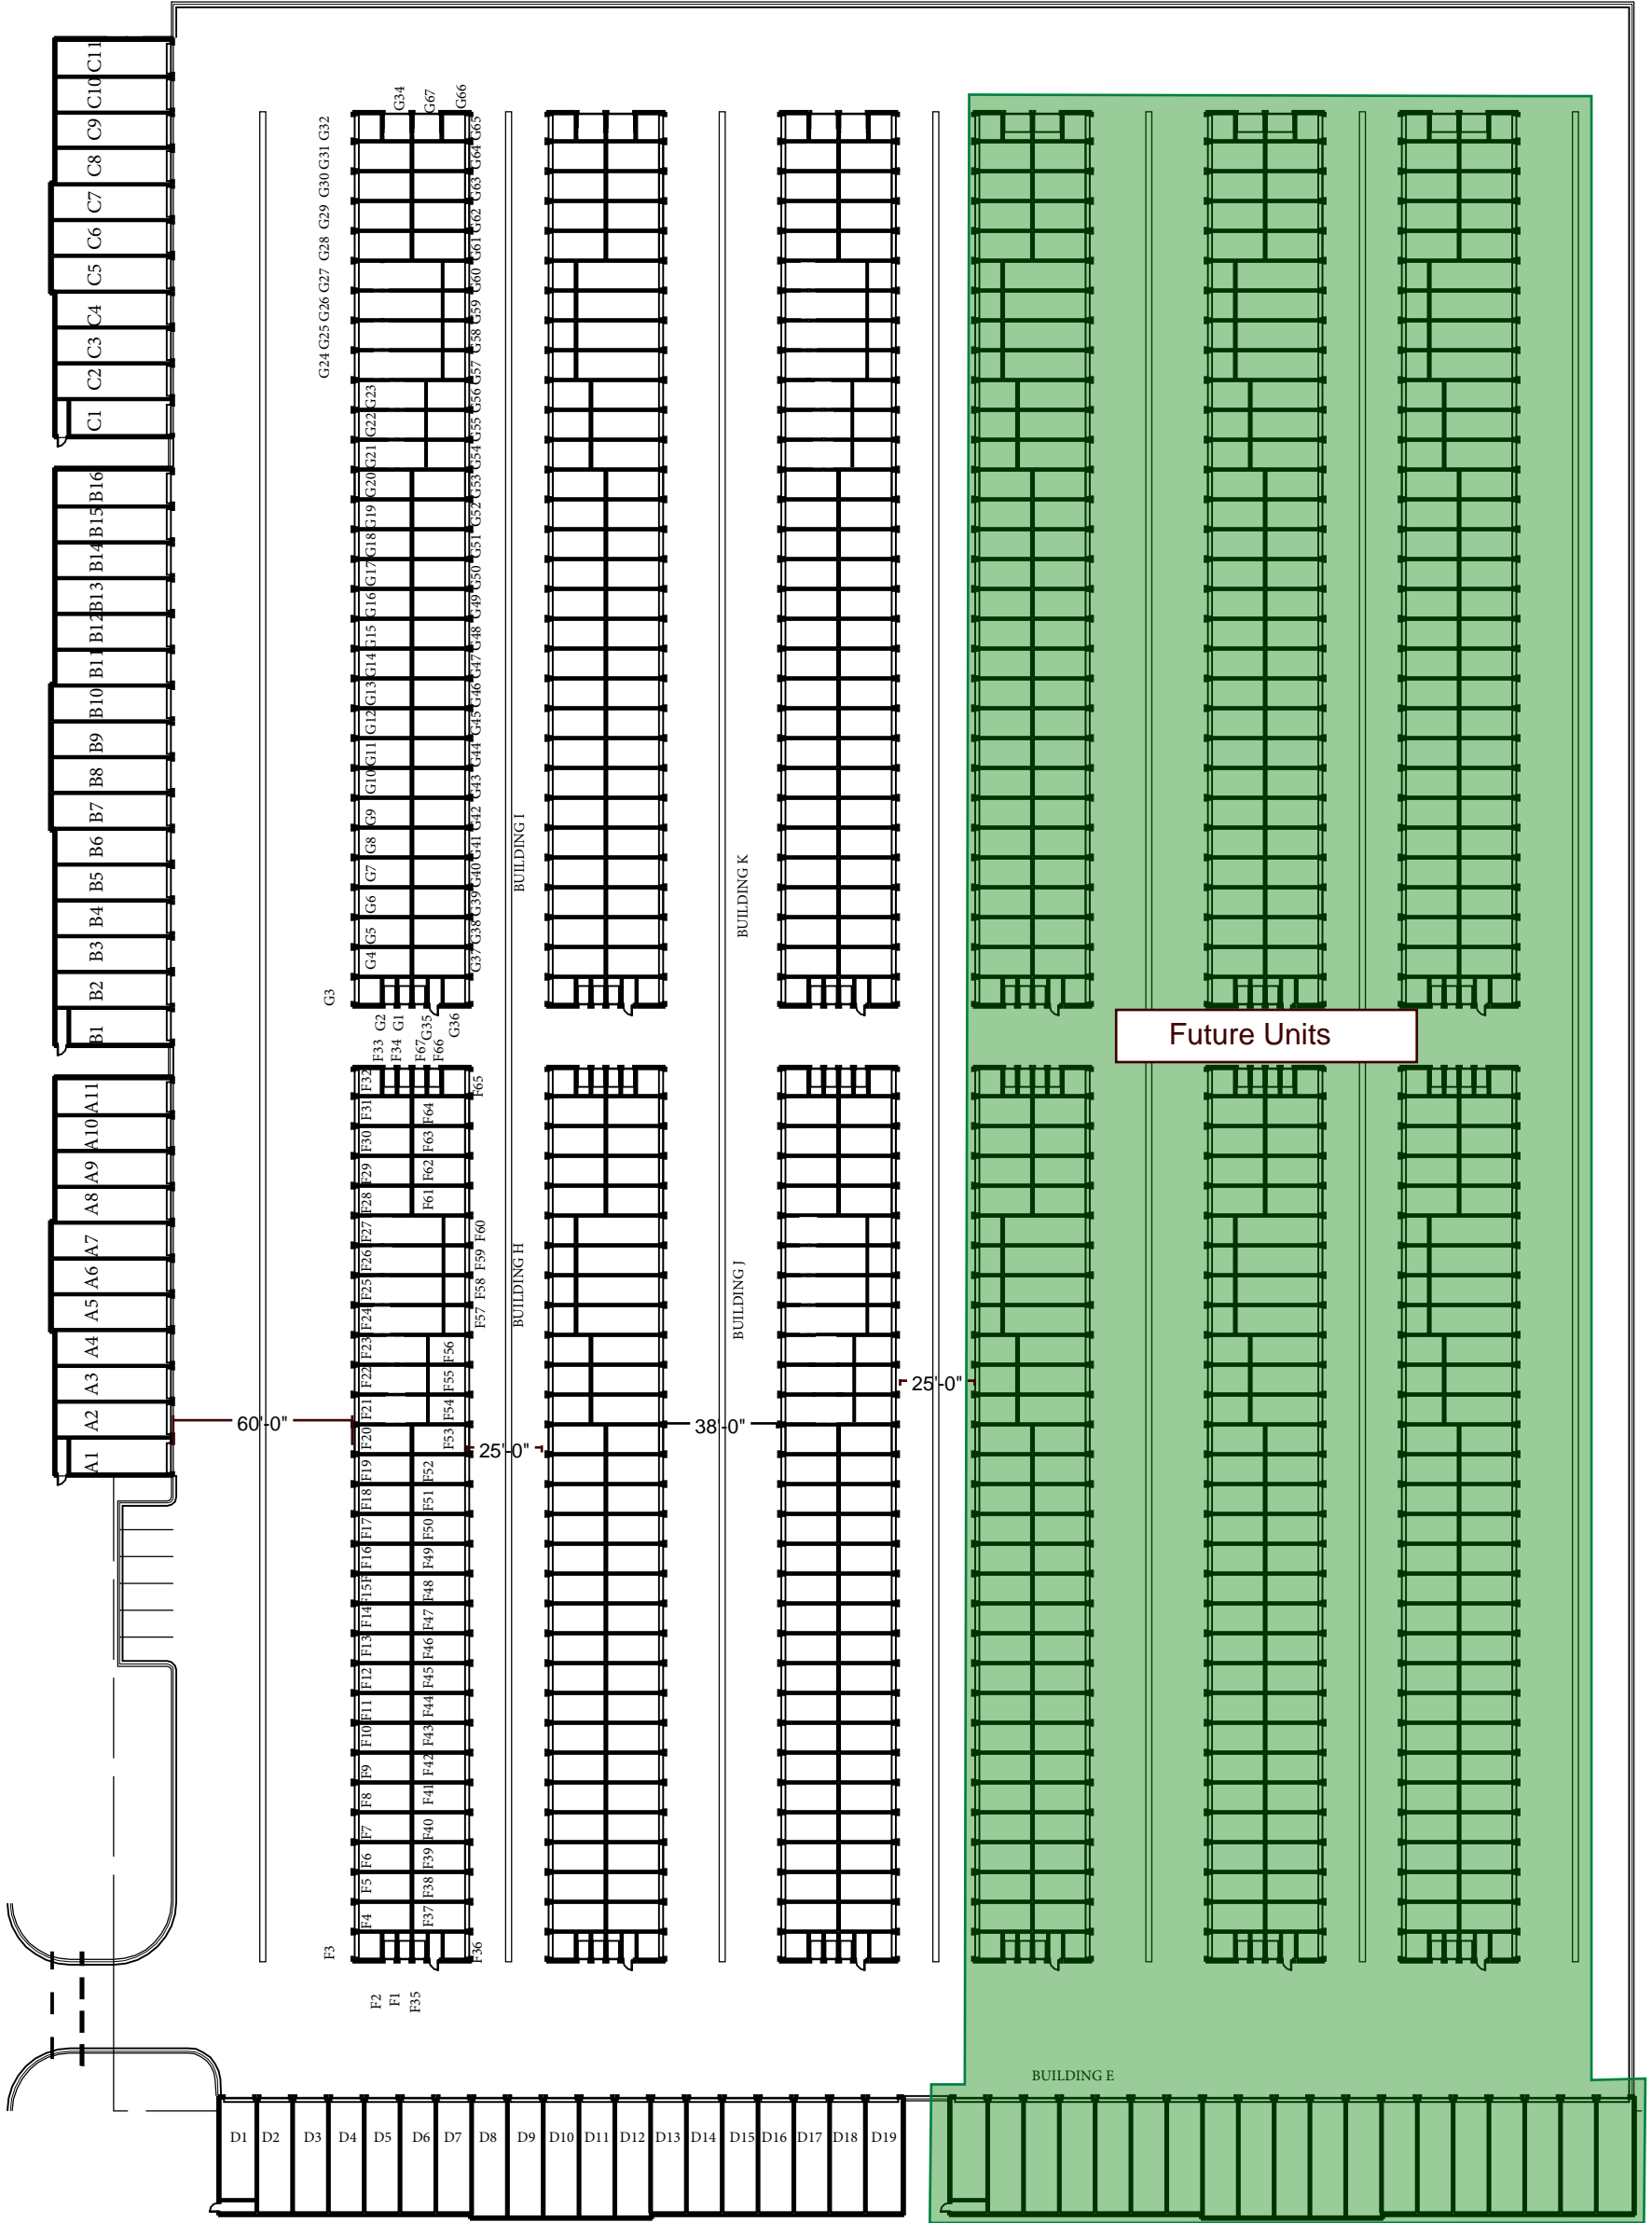 C11
C10
C9
C8
C7
C6
C5
C4
C3
C2
C1
B16
B15
B14
B13
B12
B11
B10
B9
B8
B7
B6
B5
B4
B3
B2
B1
A11
A10
A9
A8
A7
A6
A5
A4
A3
A2
A1
G34
G67
G66
G32
G31
G30
G29
G28
G27
G26
G25
G24
G23
G22
G21
G20
G19
G18
G17
G16
G15
G14
G13
G12
G11
G10
G9
G8
G7
G6
G5
G4
G3
G65
G64
G63
G62
G61
G60
G59
G58
G57
G56
G55
G54
G53
G52
G51
G50
G49
G48
G47
G46
G45
G44
G43
G42
G41
G40
G39
G38
G37
G2
G1
G35
G36
F33
F34
F67
F66
F32
F31
F30
F29
F28
F27
F26
F25
F24
F23
F22
F21
F20
F19
F18
F17
F16
F15
F14
F13
F12
F11
F10
F9
F8
F7
F6
F5
F4
F3
F65
F64
F63
F62
F61
F60
F59
F58
F57
F56
F55
F54
F53
F52
F51
F50
F49
F48
F47
F46
F45
F44
F43
F42
F41
F40
F39
F38
F37
F36
F2
F1
F35
BUILDING I
BUILDING K
BUILDING H
BUILDING J
Future Units
60'-0"
25'-0"
38'-0"
25'-0"
BUILDING E
D1
D2
D3
D4
D5
D6
D7
D8
D9
D10
D11
D12
D13
D14
D15
D16
D17
D18
D19